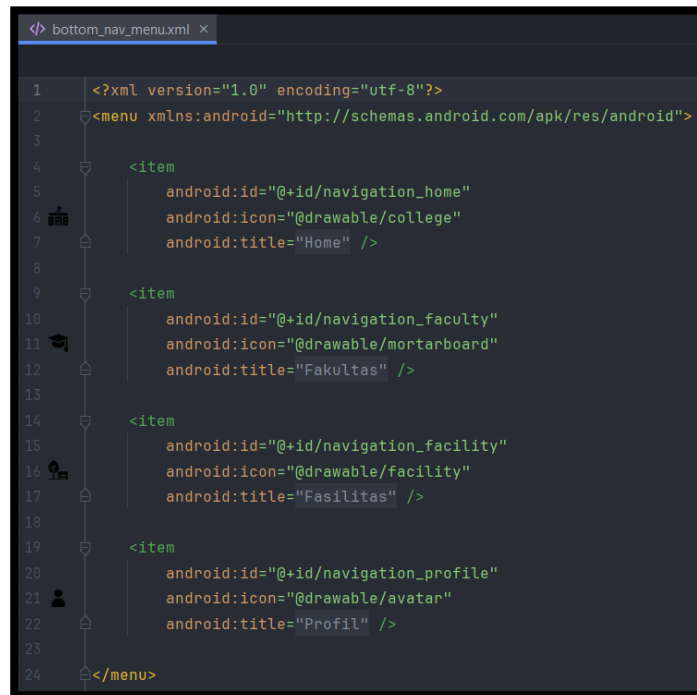 bottom_nav_menu.xml ×
1 <?xml version="1.0" encoding="utf-8"?>
2 <menu xmlns:android="http://schemas.android.com/apk/res/android">
3
4 <item
5 android:id="@+id/navigation_home"
6 android:icon="@drawable/college"
7 android:title="Home" />
8
9 <item
10 android:id="@+id/navigation_faculty"
11 android:icon="@drawable/mortarboard"
12 android:title="Fakultas" />
13
14 <item
15 android:id="@+id/navigation_facility"
16 android:icon="@drawable/facility"
17 android:title="Fasilitas" />
18
19 <item
20 android:id="@+id/navigation_profile"
21 android:icon="@drawable/avatar"
22 android:title="Profil" />
23
24 </menu>